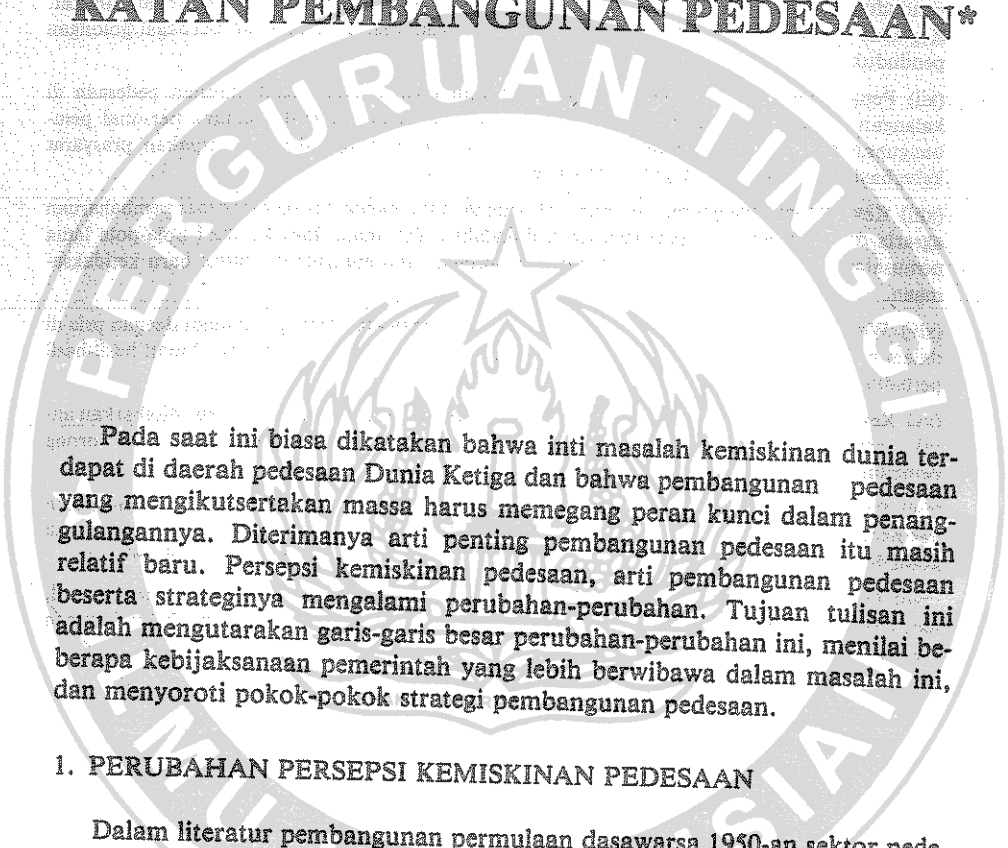 KATAN PEMBANGUNAN PEDESAAN*
PERGURUAN TINGGI
Pada saat ini biasa dikatakan bahwa inti masalah kemiskinan dunia ter-
dapat di daerah pedesaan Dunia Ketiga dan bahwa pembangunan pedesaan
yang mengikutsertakan massa harus memegang peran kunci dalam penang-
gulangannya. Diterimanya arti penting pembangunan pedesaan itu masih
relatif baru. Persepsi kemiskinan pedesaan, arti pembangunan pedesaan
beserta strateginya mengalami perubahan-perubahan. Tujuan tulisan ini
adalah mengutarakan garis-garis besar perubahan-perubahan ini, menilai be-
berapa kebijaksanaan pemerintah yang lebih berwibawa dalam masalah ini,
dan menyoroti pokok-pokok strategi pembangunan pedesaan.
1. PERUBAHAN PERSEPSI KEMISKINAN PEDESAAN
Dalam literatur pembangunan permulaan dasawarsa 1950-an sektor pede-